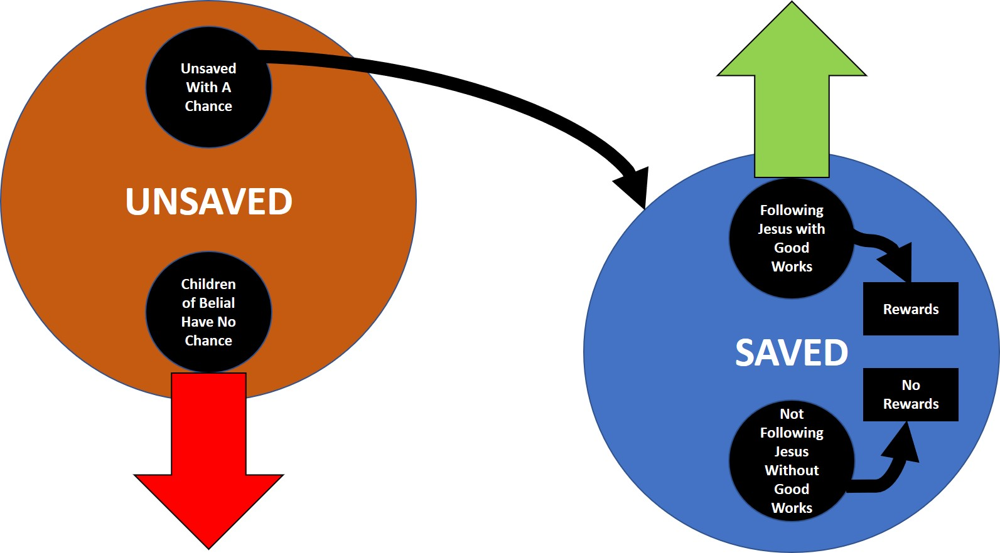 Unsaved
With A
Chance
UNSAVED
Children
of Belial
Have No
Chance
Following
Jesus with
Good
Works
Rewards
SAVED
No
Rewards
Not
Following
Jesus
Without
Good
Works